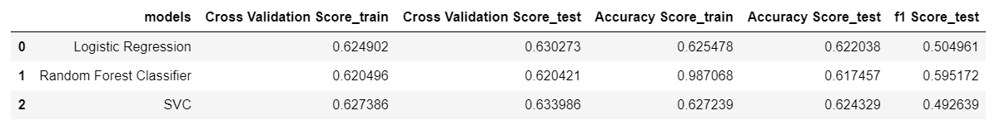 models Cross Validation Score_train Cross Validation Score_test Accuracy Score_train Accuracy Score_test f1 Score_test
0 Logistic Regression 0.624902 0.630273 0.625478 0.622038 0.504961
1 Random Forest Classifier 0.620496 0.620421 0.987068 0.617457 0.595172
2 SVC 0.627386 0.633986 0.627239 0.624329 0.492639